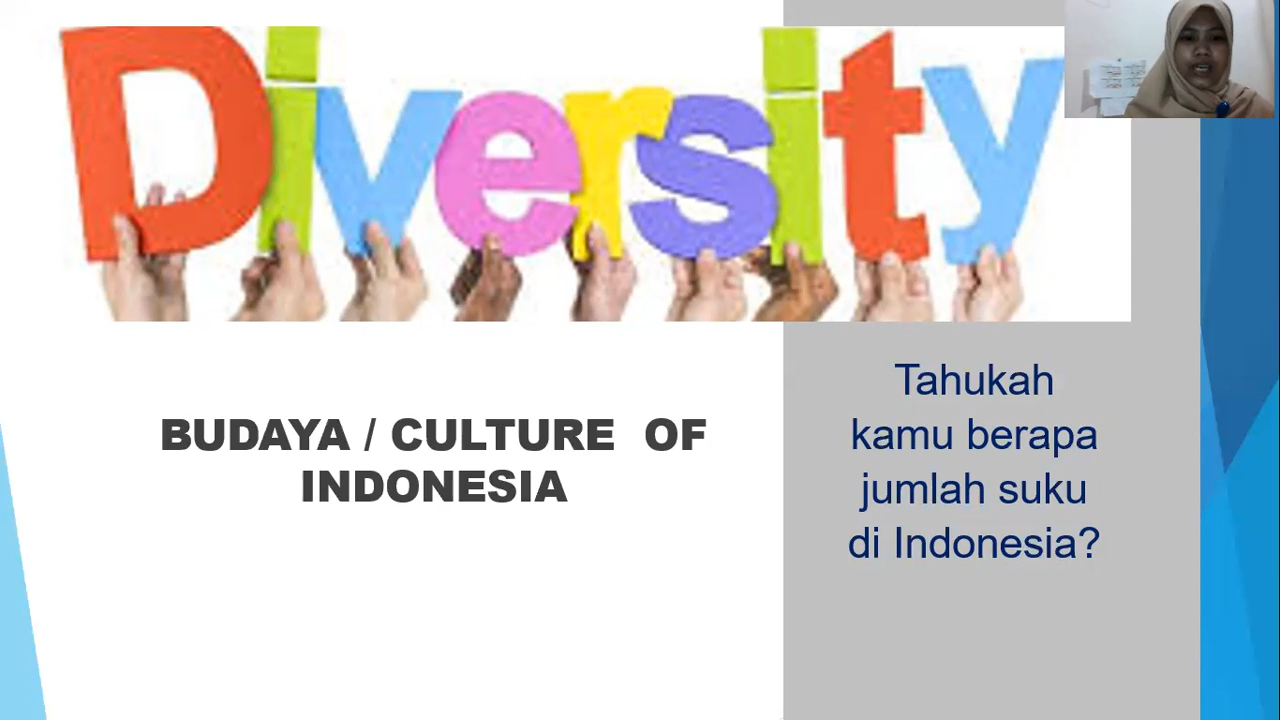 Diversity
BUDAYA / CULTURE OF
INDONESIA
Tahukah
kamu berapa
jumlah suku
di Indonesia?